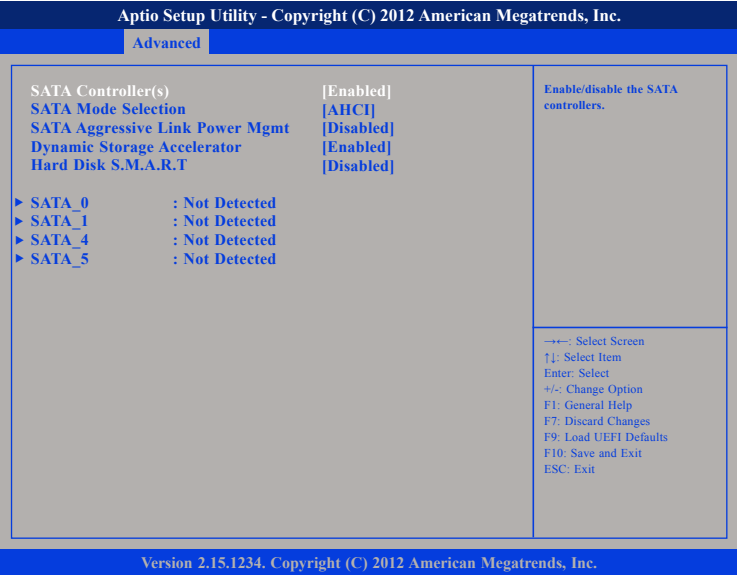 Aptio Setup Utility - Copyright (C) 2012 American Megatrends, Inc.
Advanced
SATA Controller(s) [Enabled]
SATA Mode Selection [AHCI]
SATA Aggressive Link Power Mgmt [Disabled]
Dynamic Storage Accelerator [Enabled]
Hard Disk S.M.A.R.T [Disabled]
▶ SATA_0 : Not Detected
▶ SATA_1 : Not Detected
▶ SATA_4 : Not Detected
▶ SATA_5 : Not Detected
Enable/disable the SATA
controllers.
→←: Select Screen
↑↓: Select Item
Enter: Select
+/-: Change Option
F1: General Help
F7: Discard Changes
F9: Load UEFI Defaults
F10: Save and Exit
ESC: Exit
Version 2.15.1234. Copyright (C) 2012 American Megatrends, Inc.